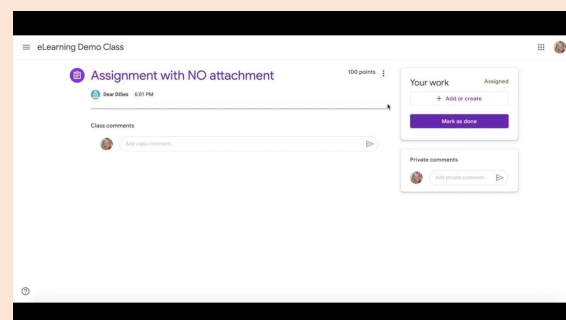 eLearning Demo Class
Assignment with NO attachment
100 points
Dear DISies 6:01 PM
Class comments
Add class comment...
Your work
Assigned
+ Add or create
Mark as done
Private comments
Add private comment...